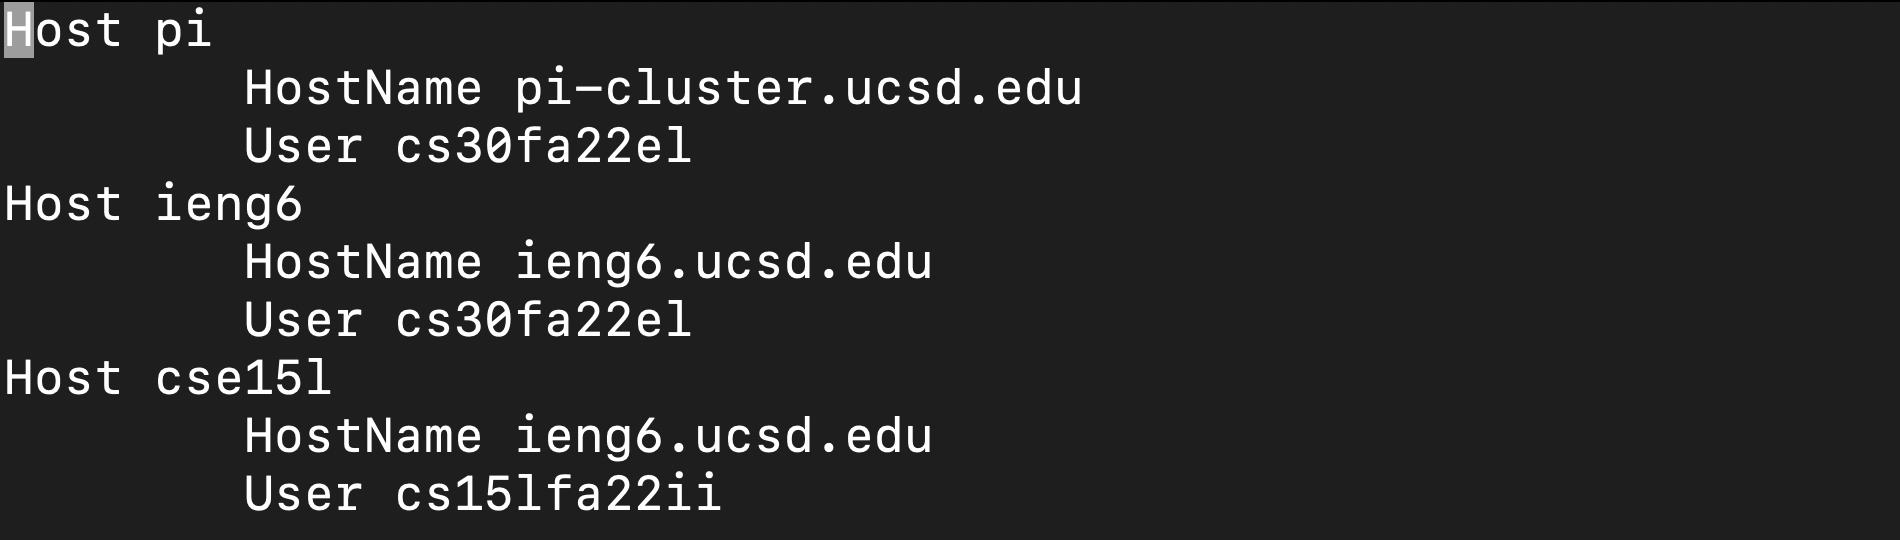 Host pi
HostName pi-cluster.ucsd.edu
User cs30fa22el
Host ieng6
HostName ieng6.ucsd.edu
User cs30fa22el
Host cse15l
HostName ieng6.ucsd.edu
User cs15lfa22ii